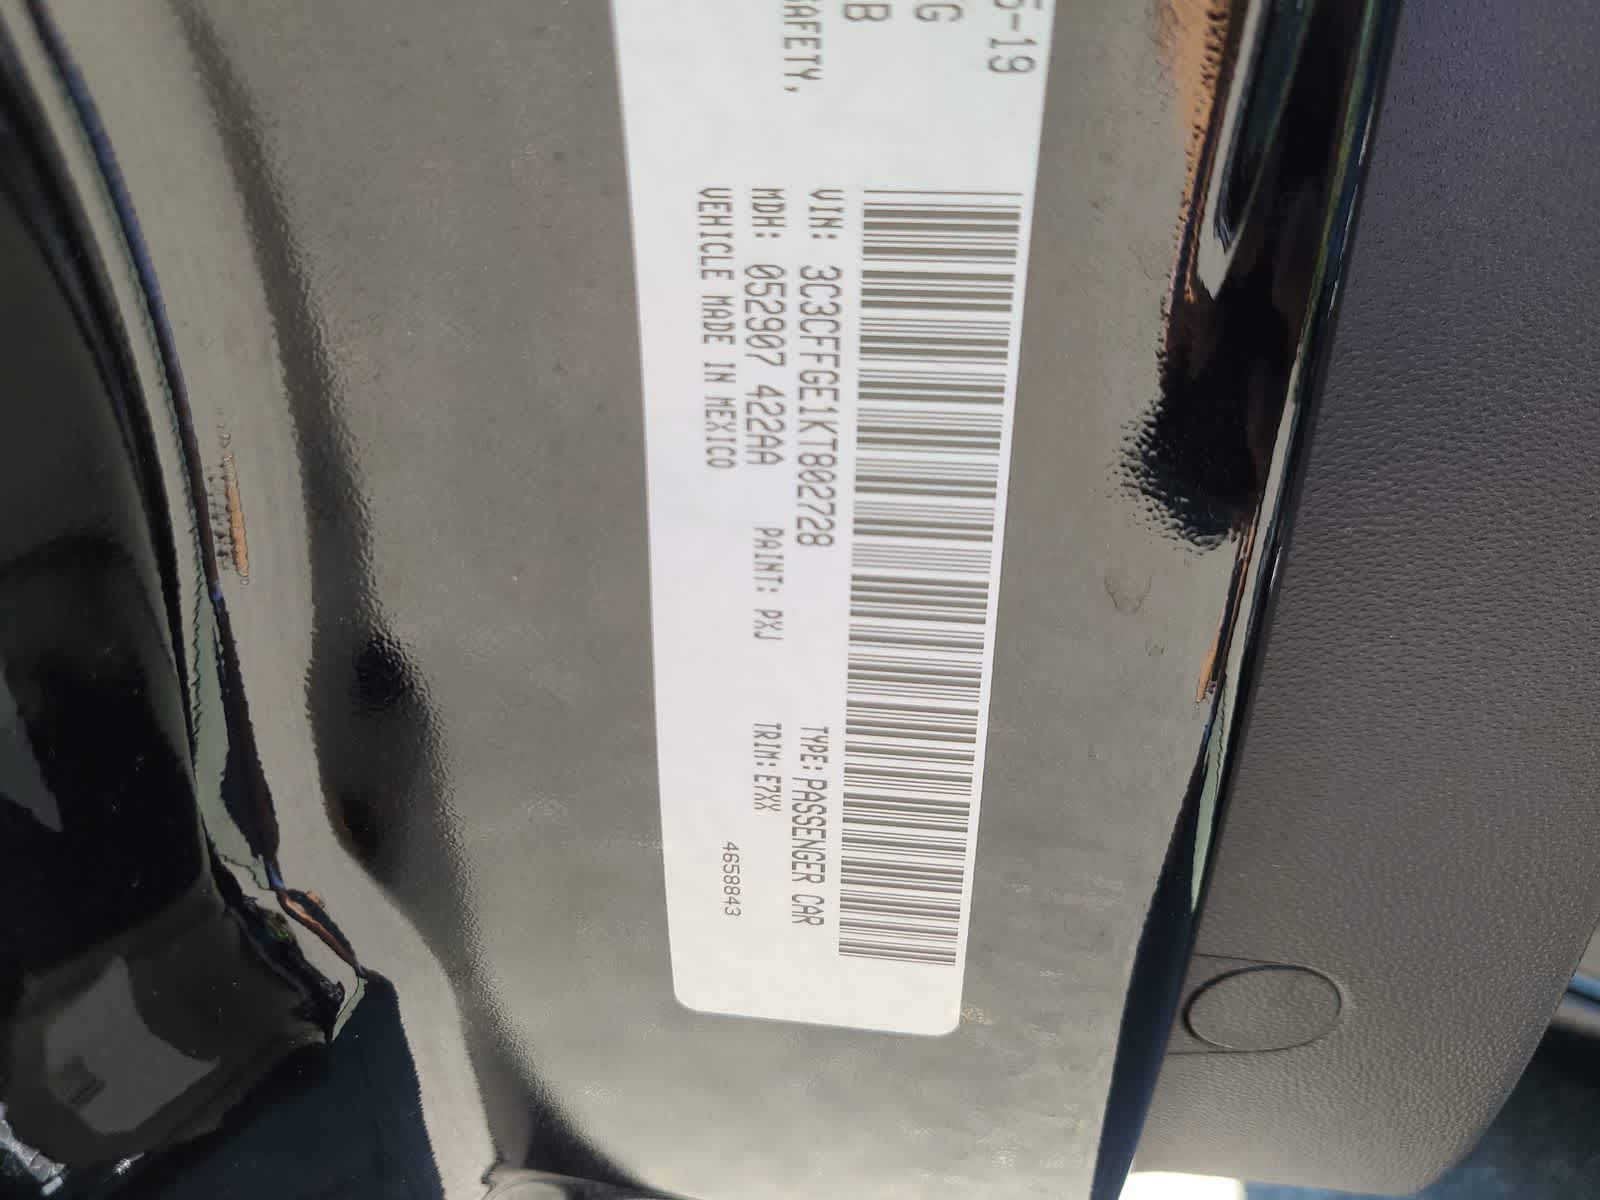 5-19
G
B
SAFETY,
VIN: 3C3CFFGE1KT802728 TYPE: PASSENGER CAR
MDH: 052907 422AA PAINT: PXJ TRIM: E7XX
VEHICLE MADE IN MEXICO 4658843